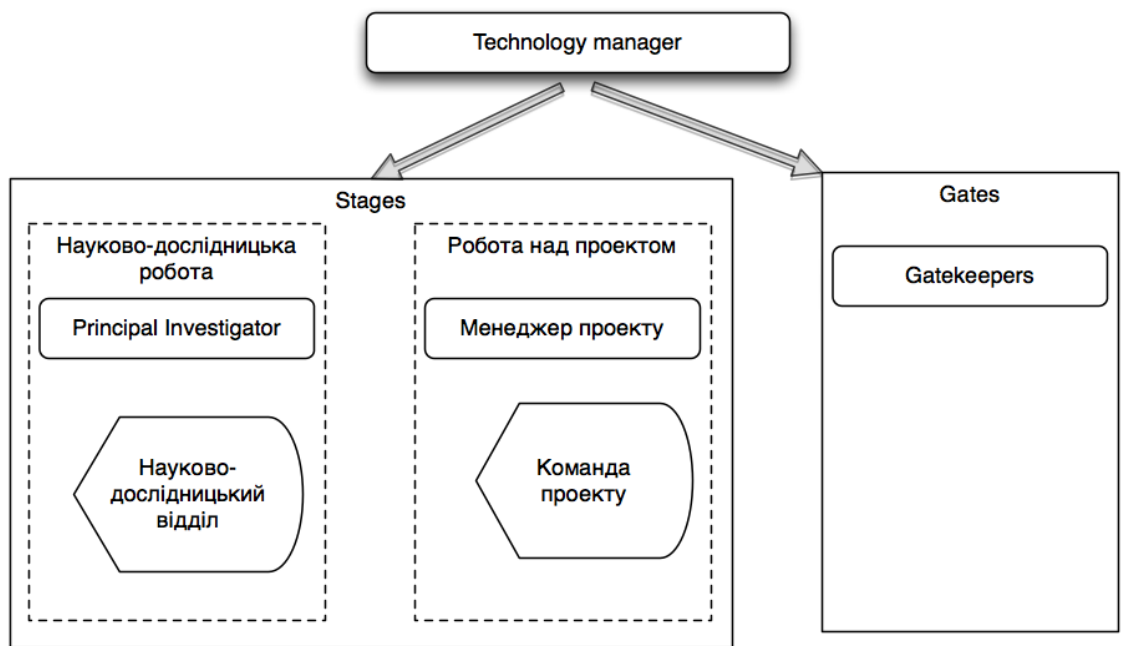 Technology manager
Stages
Науково-дослідницька
робота
Principal Investigator
Науково-
дослідницький
відділ
Робота над проектом
Менеджер проекту
Команда
проекту
Gates
Gatekeepers